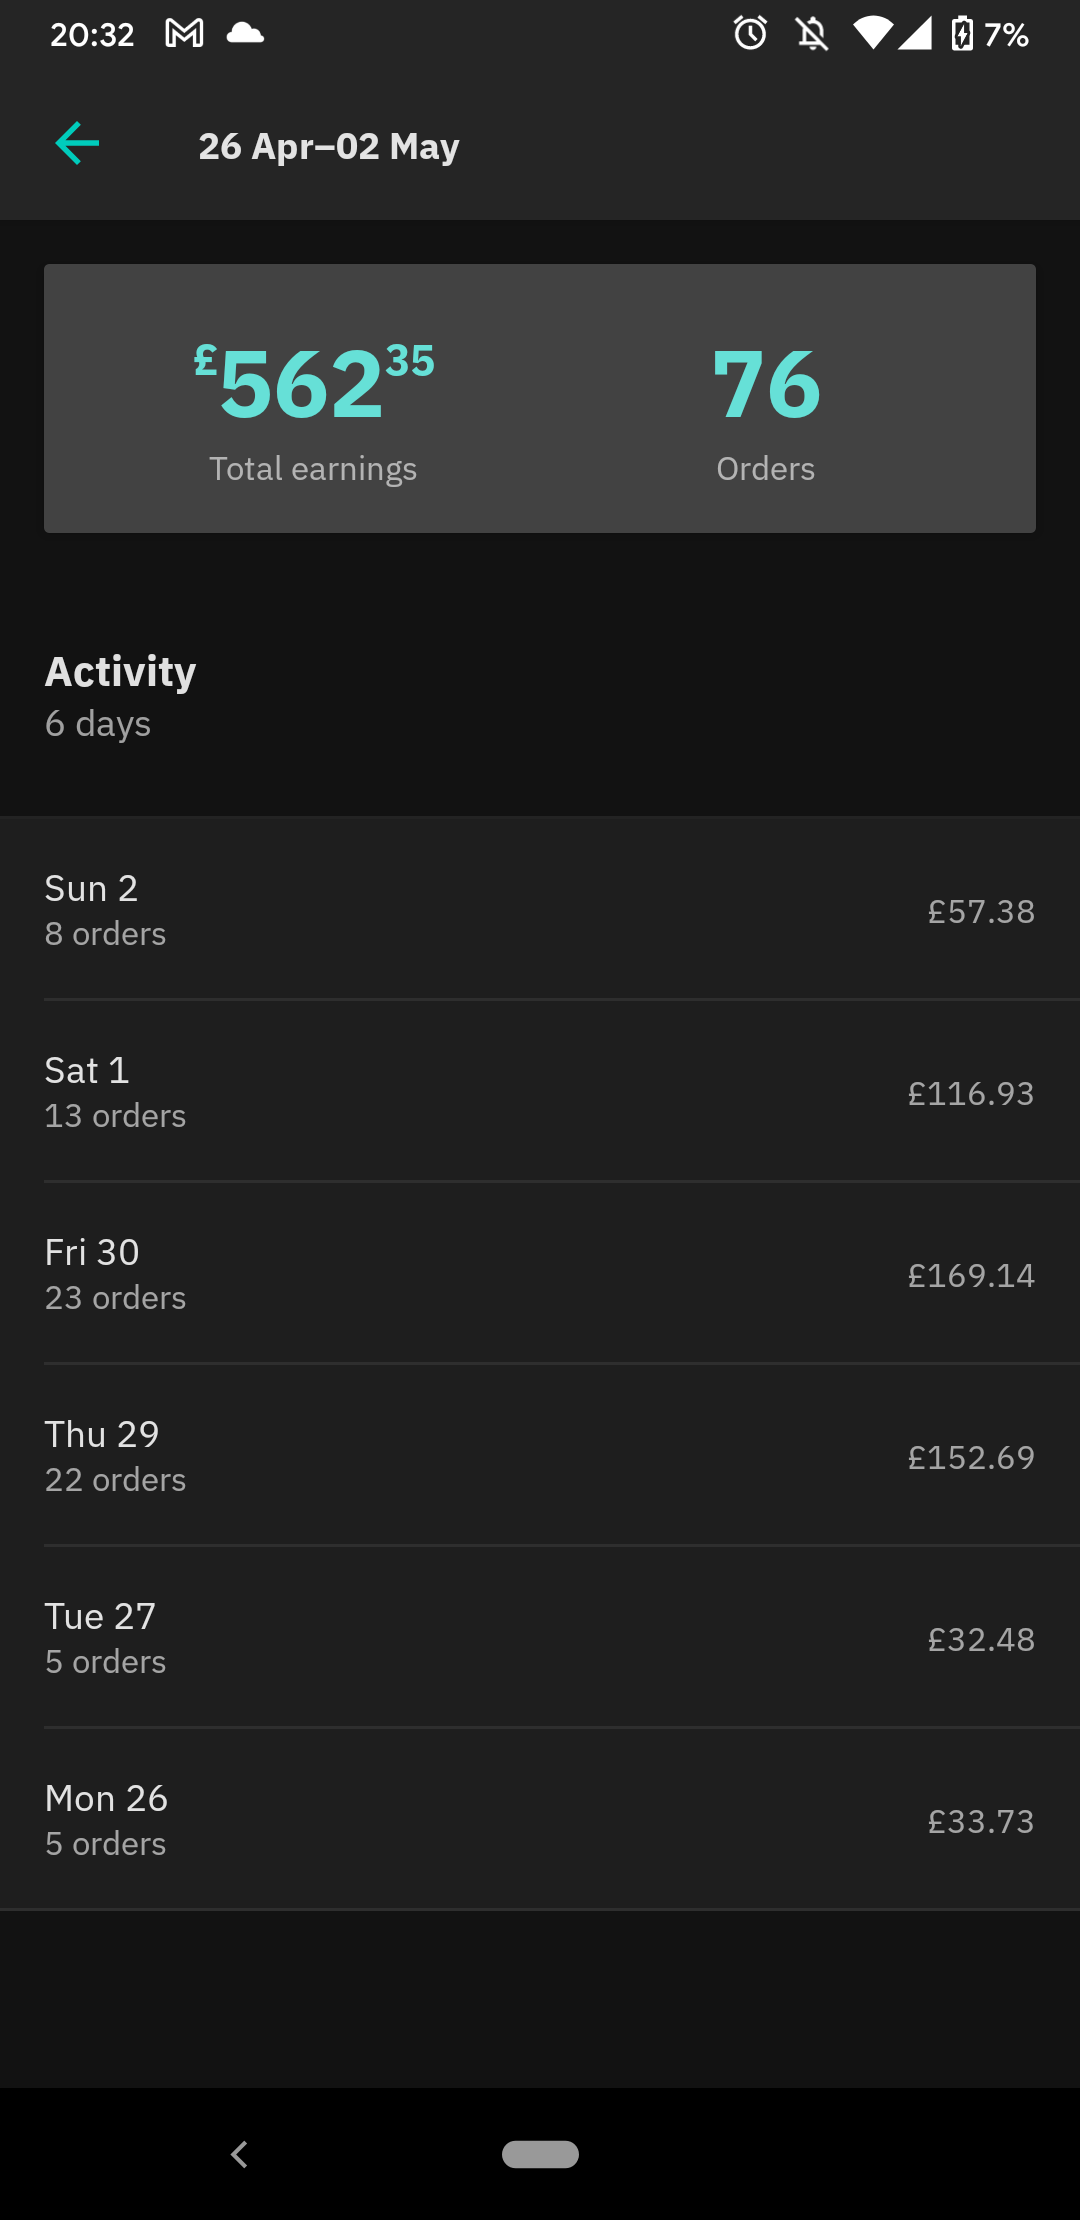 20:32 7%
26 Apr–02 May
£562 35 76
Total earnings Orders
Activity
6 days
Sun 2
8 orders £57.38
Sat 1
13 orders £116.93
Fri 30
23 orders £169.14
Thu 29
22 orders £152.69
Tue 27
5 orders £32.48
Mon 26
5 orders £33.73